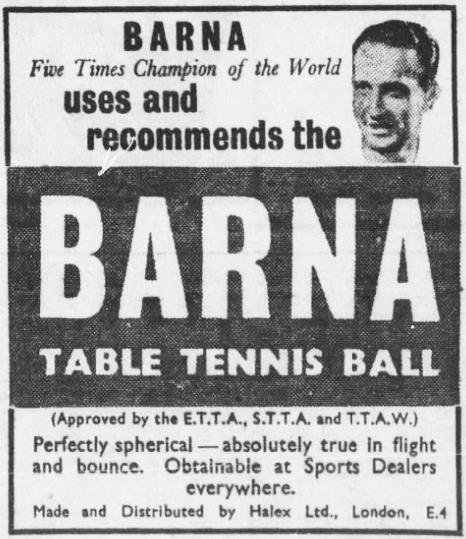 BARNA
Five Times Champion of the World
uses and
recommends the
BARNA
TABLE TENNIS BALL
(Approved by the E.T.T.A., S.T.T.A. and T.T.A.W.)
Perfectly spherical — absolutely true in flight
and bounce. Obtainable at Sports Dealers
everywhere.
Made and Distributed by Halex Ltd., London, E.4